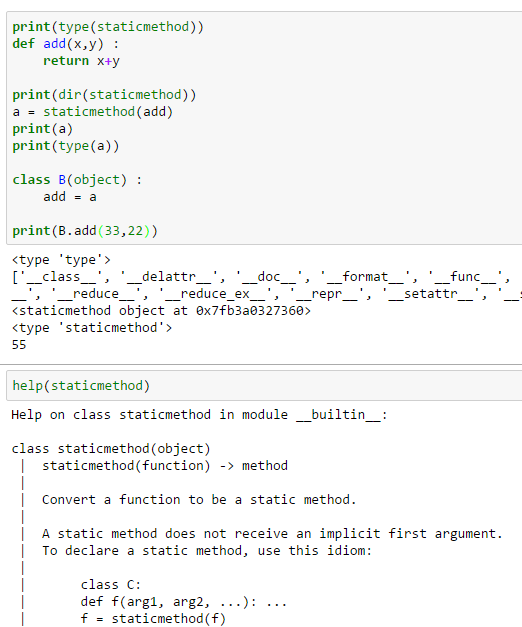 print(type(staticmethod))
def add(x,y) :
    return x+y

print(dir(staticmethod))
a = staticmethod(add)
print(a)
print(type(a))

class B(object) :
    add = a

print(B.add(33,22))
<type 'type'>
['__class__', '__delattr__', '__doc__', '__format__', '__func__',
__', '__reduce__', '__reduce_ex__', '__repr__', '__setattr__', '__s
<staticmethod object at 0x7fb3a0327360>
<type 'staticmethod'>
55
help(staticmethod)
Help on class staticmethod in module __builtin__:

class staticmethod(object)
 |  staticmethod(function) -> method
 |
 |  Convert a function to be a static method.
 |
 |  A static method does not receive an implicit first argument.
 |  To declare a static method, use this idiom:
 |
 |       class C:
 |       def f(arg1, arg2, ...): ...
 |       f = staticmethod(f)